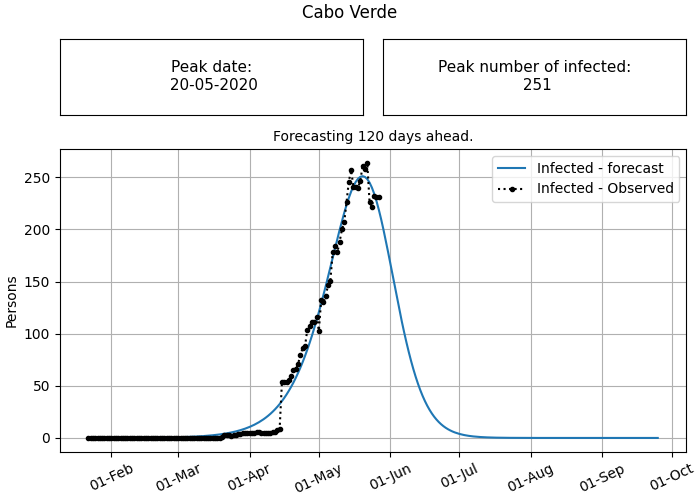 Cabo Verde
Peak date:
20-05-2020
Peak number of infected:
251
Forecasting 120 days ahead.
Infected - forecast
Infected - Observed
Persons
250
200
150
100
50
0
01-Feb
01-Mar
01-Apr
01-May
01-Jun
01-Jul
01-Aug
01-Sep
01-Oct